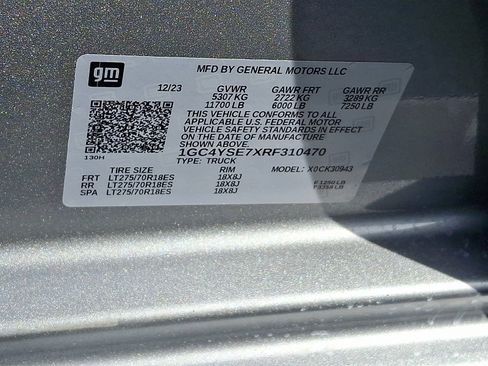 gm
MFD BY GENERAL MOTORS LLC
12/23 GVWR GAWR FRT GAWR RR
5307 KG 2722 KG 3289 KG
11700 LB 6000 LB 7250 LB
THIS VEHICLE CONFORMS TO ALL
APPLICABLE U.S. FEDERAL MOTOR
VEHICLE SAFETY STANDARDS IN EFFECT
ON THE DATE OF MANUFACTURE
1GC4YSE7XRF310470
130H TYPE: TRUCK
TIRE SIZE RIM MODEL: X0CK30943
FRT LT275/70R18ES 18X8J
RR LT275/70R18ES 18X8J
SPA LT275/70R18ES 18X8J